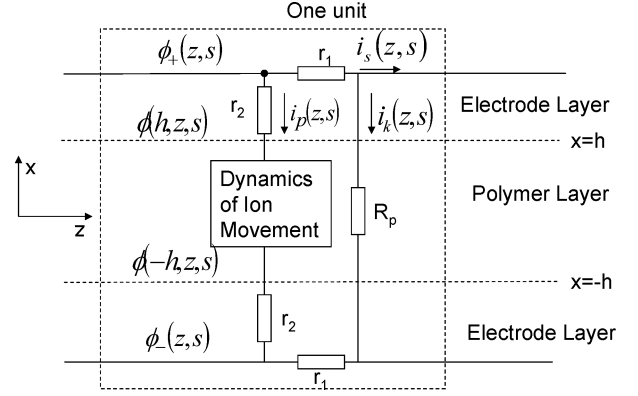 One unit
ϕ₊(z,s)
r₁
iₛ(z,s)
r₂
iₚ(z,s)
iₖ(z,s)
Electrode Layer
ϕ(h,z,s)
x=h
x
z
Dynamics
of Ion
Movement
Rₚ
Polymer Layer
ϕ(−h,z,s)
x=-h
r₂
ϕ₋(z,s)
Electrode Layer
r₁